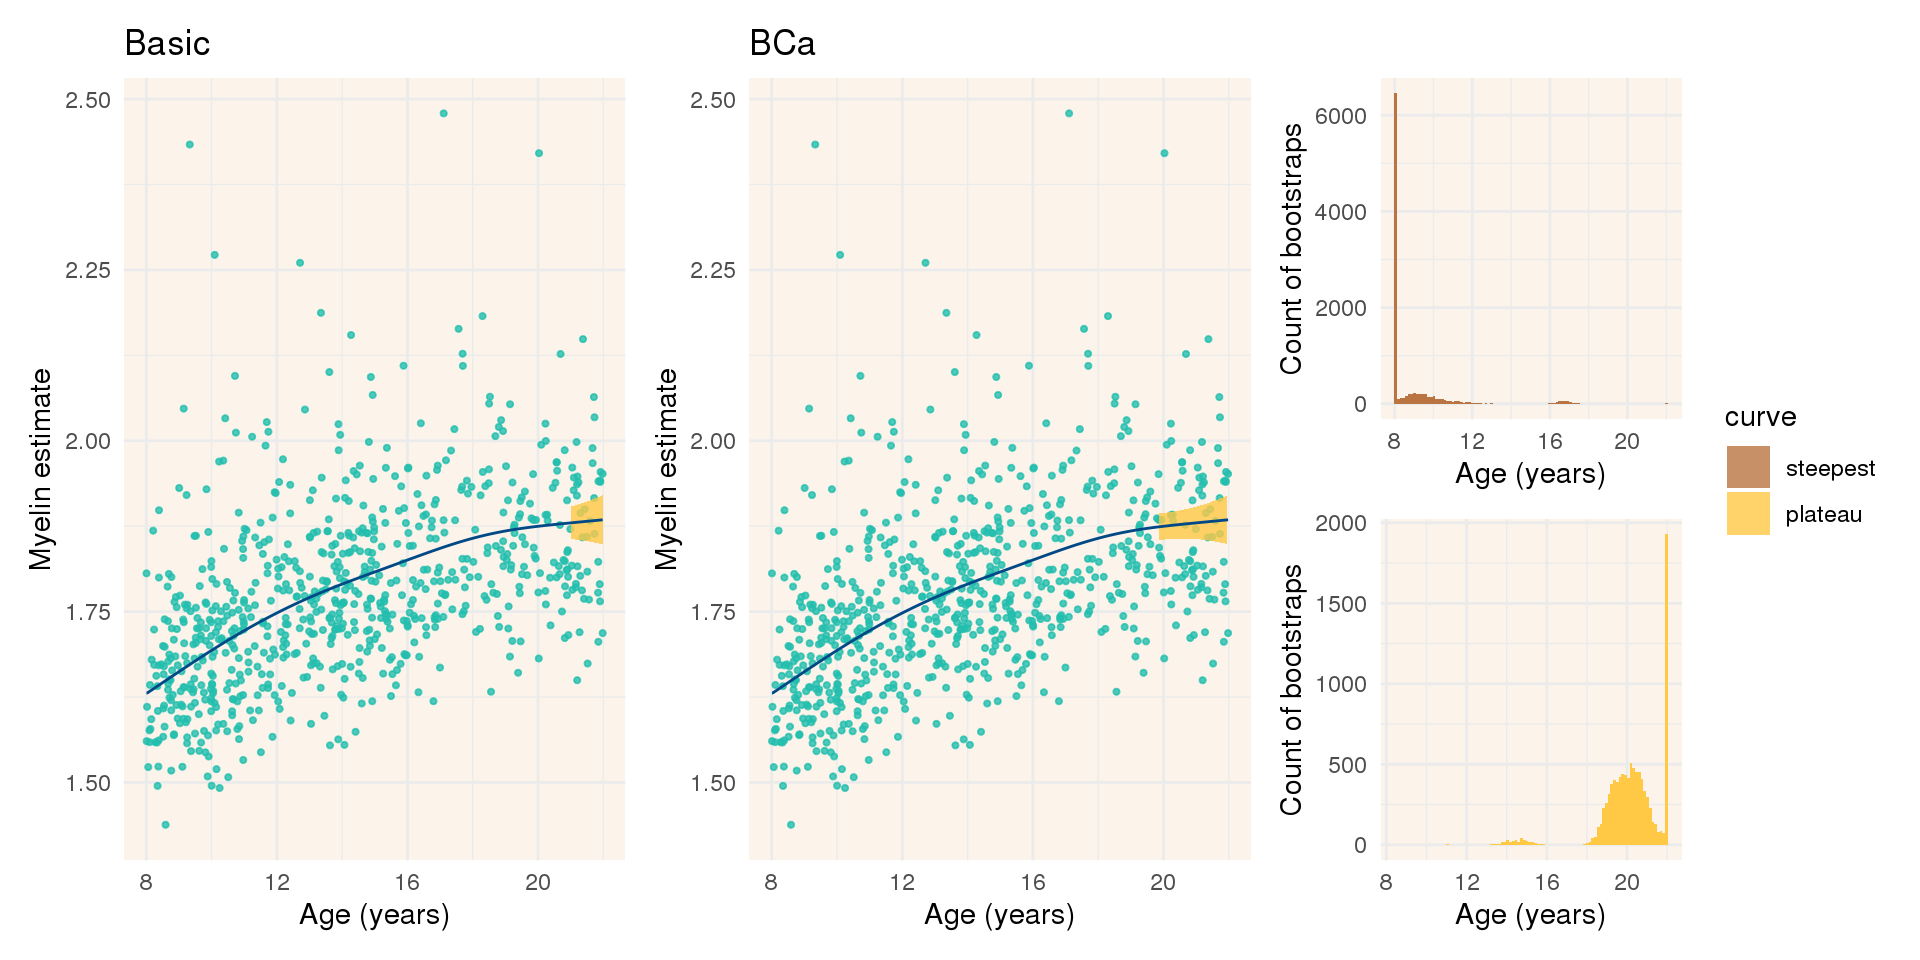 Basic
2.50
2.25
2.00
1.75
1.50
Myelin estimate
8 12 16 20
Age (years)
BCa
2.50
2.25
2.00
1.75
1.50
Myelin estimate
8 12 16 20
Age (years)
6000
4000
2000
0
Count of bootstraps
8 12 16 20
Age (years)
2000
1500
1000
500
0
Count of bootstraps
8 12 16 20
Age (years)
curve
steepest
plateau